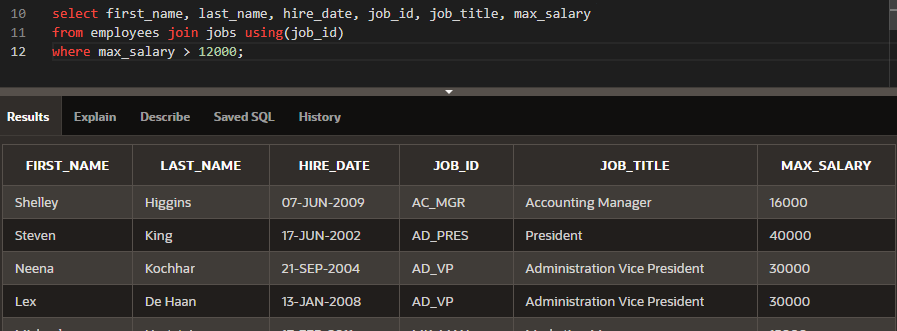 10 select first_name, last_name, hire_date, job_id, job_title, max_salary
11 from employees join jobs using(job_id)
12 where max_salary > 12000;
Results Explain Describe Saved SQL History
FIRST_NAME LAST_NAME HIRE_DATE JOB_ID JOB_TITLE MAX_SALARY
Shelley Higgins 07-JUN-2009 AC_MGR Accounting Manager 16000
Steven King 17-JUN-2002 AD_PRES President 40000
Neena Kochhar 21-SEP-2004 AD_VP Administration Vice President 30000
Lex De Haan 13-JAN-2008 AD_VP Administration Vice President 30000